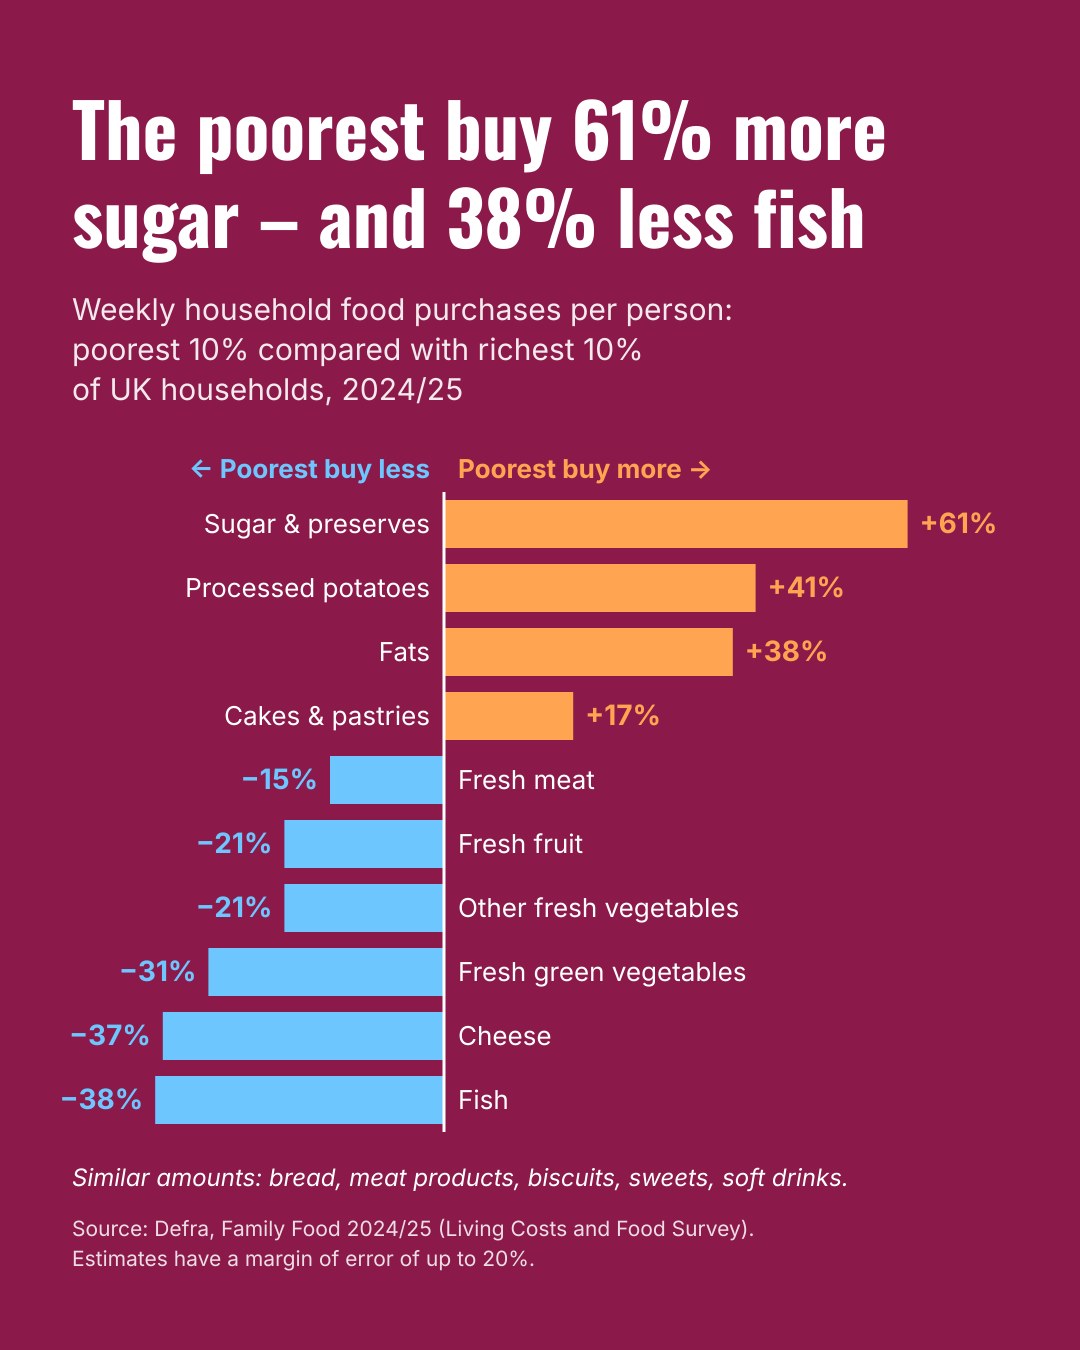 The poorest buy 61% more
sugar – and 38% less fish
Weekly household food purchases per person:
poorest 10% compared with richest 10%
of UK households, 2024/25
← Poorest buy less
Poorest buy more →
Sugar & preserves +61%
Processed potatoes +41%
Fats +38%
Cakes & pastries +17%
−15% Fresh meat
−21% Fresh fruit
−21% Other fresh vegetables
−31% Fresh green vegetables
−37% Cheese
−38% Fish
Similar amounts: bread, meat products, biscuits, sweets, soft drinks.
Source: Defra, Family Food 2024/25 (Living Costs and Food Survey).
Estimates have a margin of error of up to 20%.